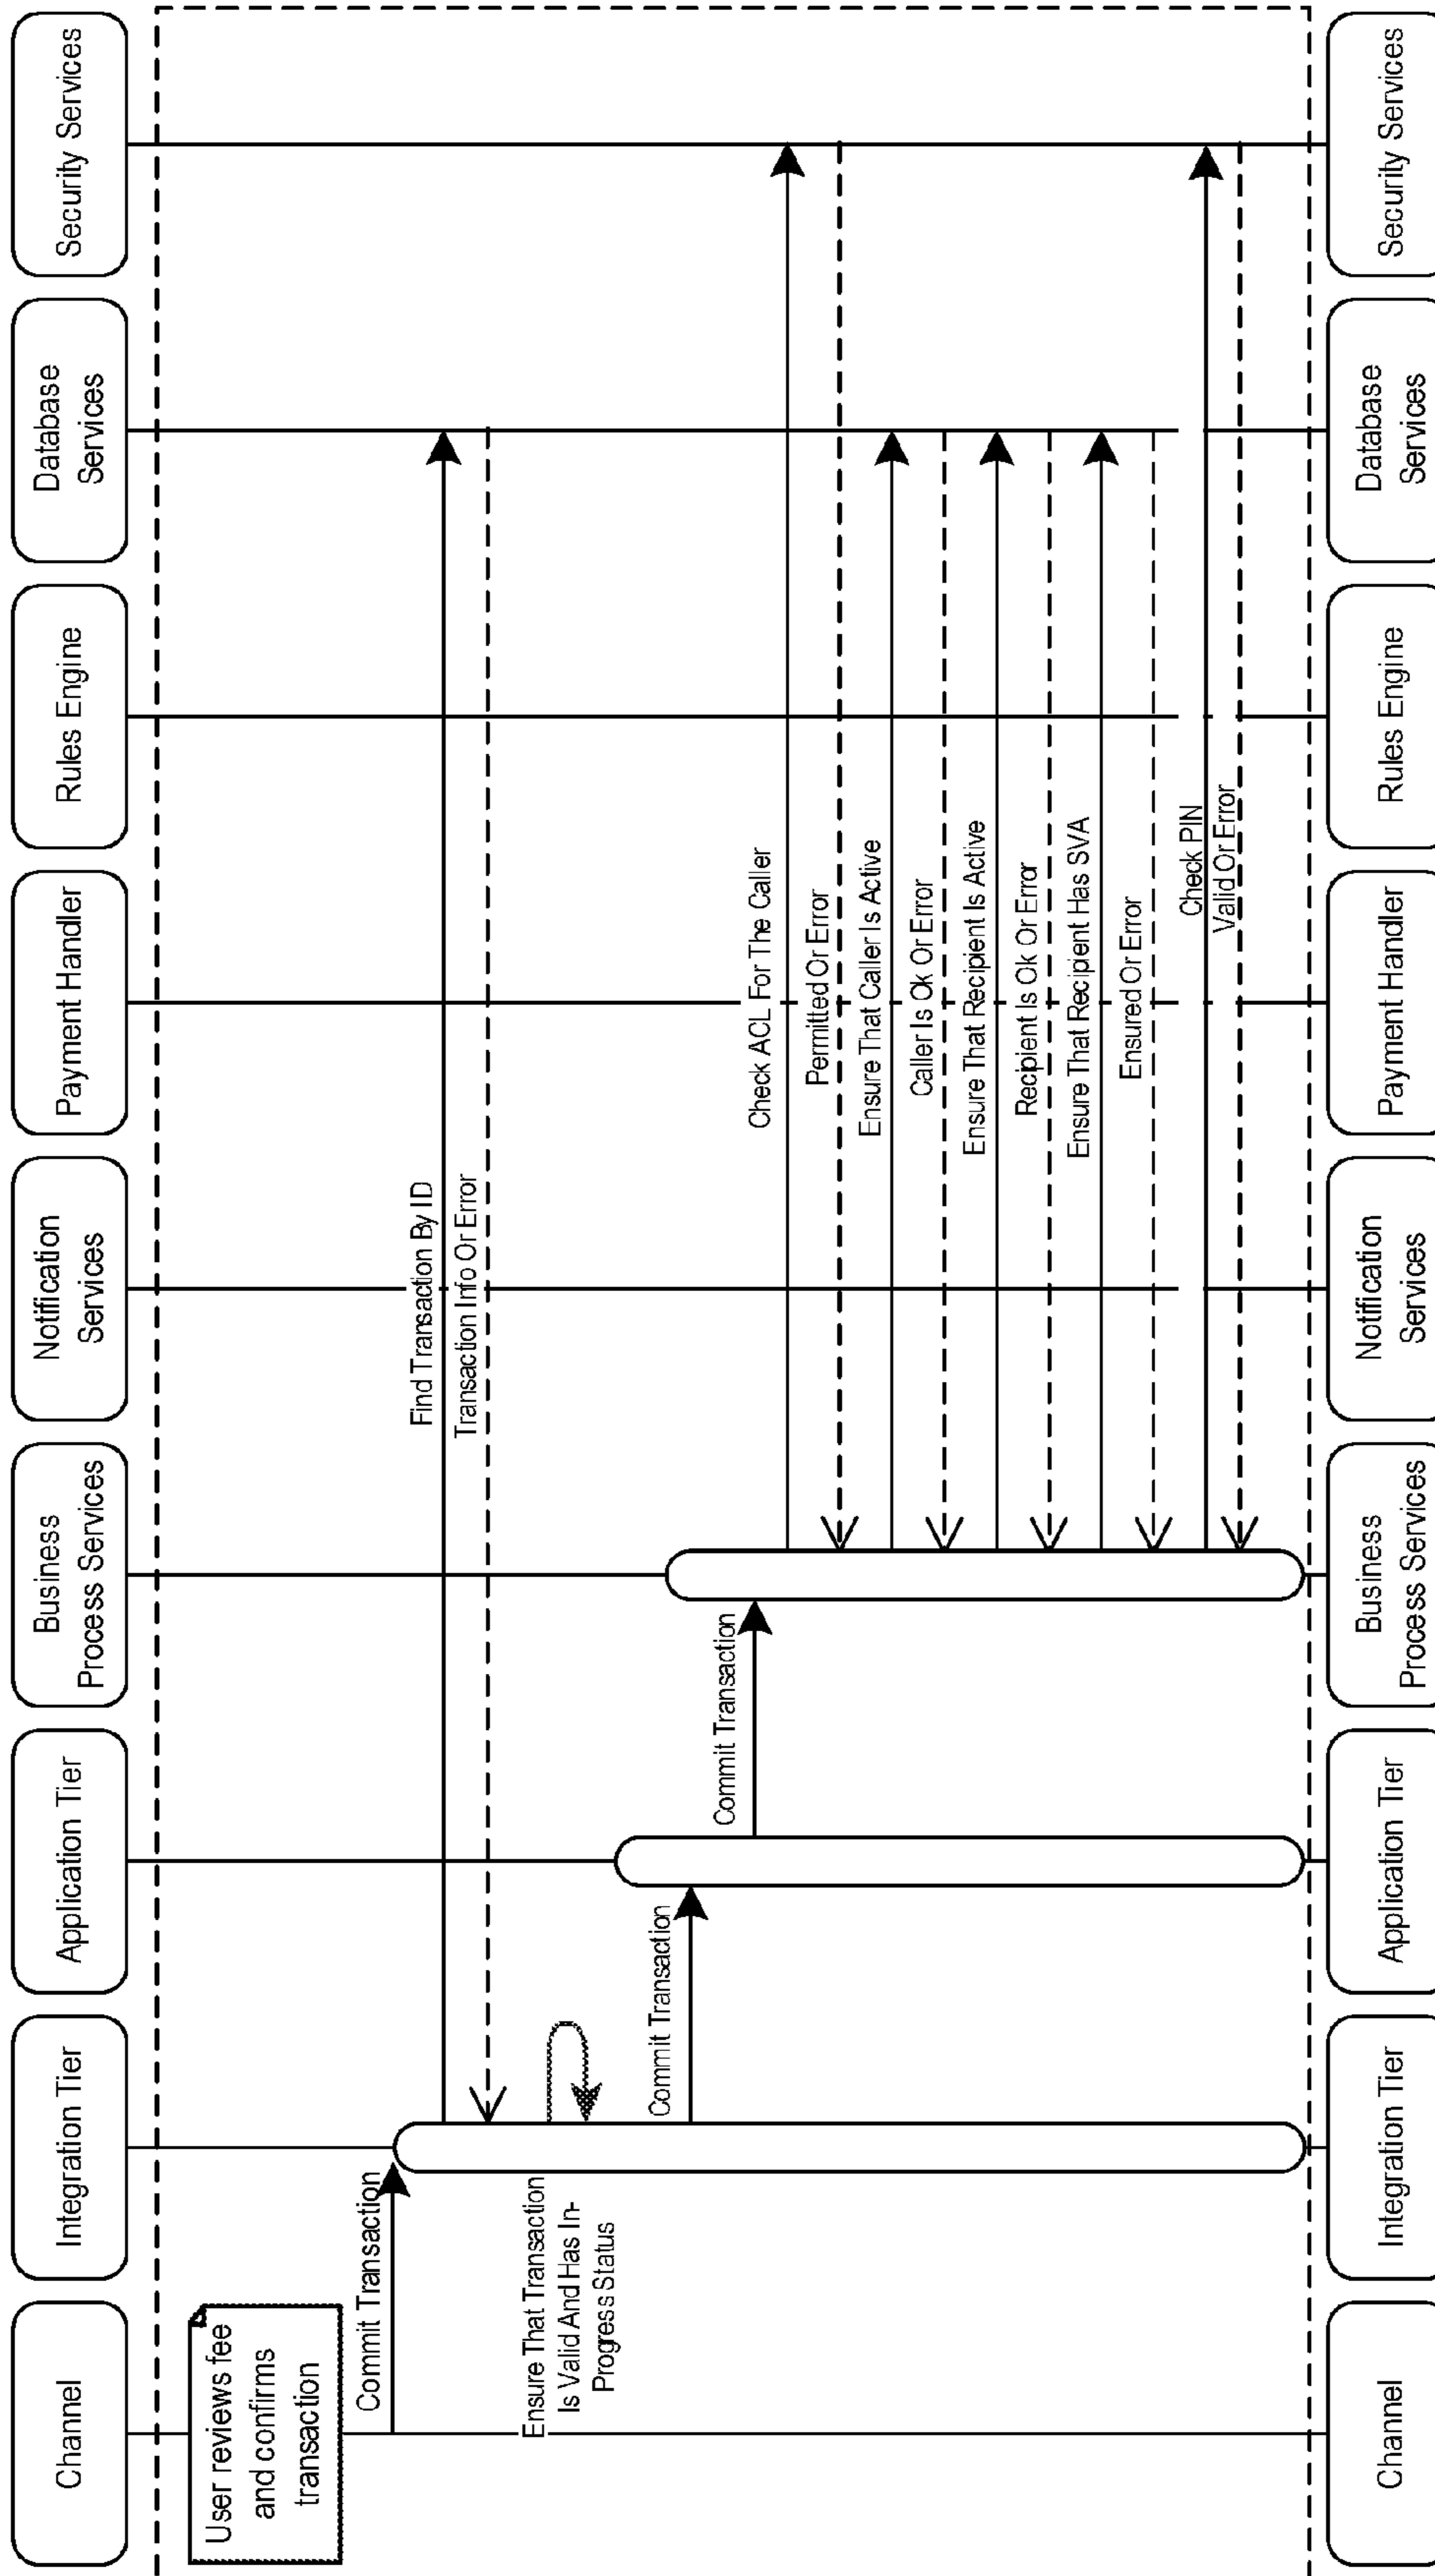 Channel
Integration Tier
Application Tier
Business
Process Services
Notification
Services
Payment Handler
Rules Engine
Database
Services
Security Services
User reviews fee
and confirms
transaction
Commit Transaction
Find Transaction By ID
Transaction Info Or Error
Ensure That Transaction
Is Valid And Has In-
Progress Status
Commit Transaction
Commit Transaction
Check ACL For The Caller
Permitted Or Error
Ensure That Caller Is Active
Caller Is Ok Or Error
Ensure That Recipient Is Active
Recipient Is Ok Or Error
Ensure That Recipient Has SVA
Ensured Or Error
Check PIN
Valid Or Error
Channel
Integration Tier
Application Tier
Business
Process Services
Notification
Services
Payment Handler
Rules Engine
Database
Services
Security Services